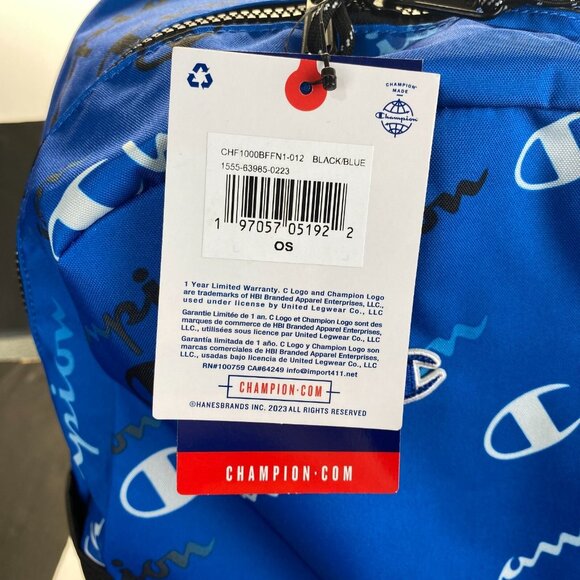 CHAMPION
MADE
Champion
CHF1000BFFN1-012 BLACK/BLUE
1555-63985-0223
1 97057 05192 2
OS
1 Year Limited Warranty. C Logo and Champion Logo
are trademarks of HBI Branded Apparel Enterprises, LLC.,
used under license by United Legwear Co., LLC.
Garantie Limitée de 1 an. C Logo et Champion Logo sont des
marques de commerce de HBI Branded Apparel Enterprises,
LLC., utilisées sous licence par United Legwear Co., LLC
Garantía limitada de 1 año. C Logo y Champion Logo son
marcas comerciales de HBI Branded Apparel Enterprises,
LLC., usadas bajo licencia de United Legwear Co., LLC.
RN#100759 CA#64249 info@import411.net
CHAMPION·COM
©HANESBRANDS INC. 2023 ALL RIGHTS RESERVED
CHAMPION·COM